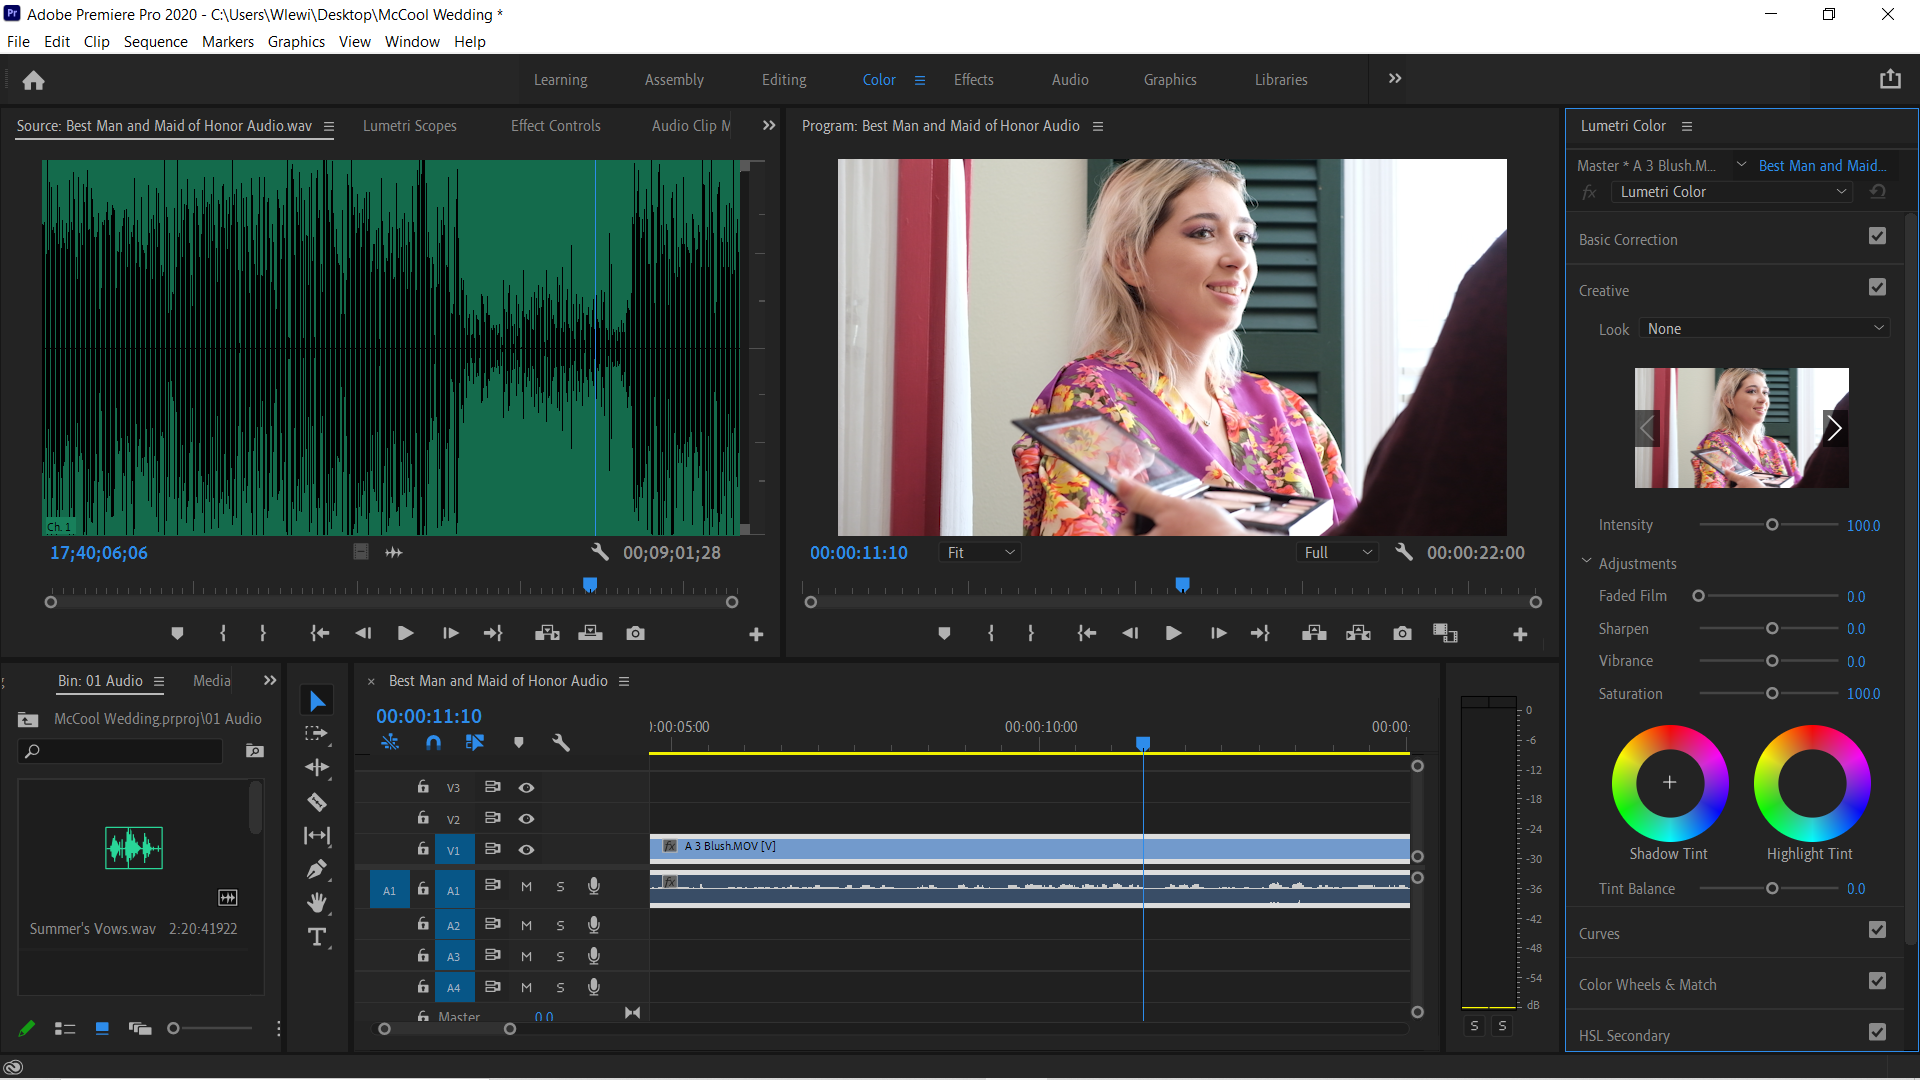 Adobe Premiere Pro 2020 - C:\Users\Wlewi\Desktop\McCool Wedding *
File Edit Clip Sequence Markers Graphics View Window Help
Learning Assembly Editing Color Effects Audio Graphics Libraries
Source: Best Man and Maid of Honor Audio.wav Lumetri Scopes Effect Controls Audio Clip M
Ch. 1
17;40;06;06 00;09;01;28
Program: Best Man and Maid of Honor Audio
00:00:11:10 Fit Full 00:00:22:00
Lumetri Color
Master * A 3 Blush.M... Best Man and Maid...
fx Lumetri Color
Basic Correction
Creative
Look None
Intensity 100.0
Adjustments
Faded Film 0.0
Sharpen 0.0
Vibrance 0.0
Saturation 100.0
Shadow Tint Highlight Tint
Tint Balance 0.0
Curves
Color Wheels & Match
HSL Secondary
Bin: 01 Audio Media
McCool Wedding.prproj\01 Audio
Summer's Vows.wav 2:20:41922
Best Man and Maid of Honor Audio
00:00:11:10
):00:05:00 00:00:10:00 00:00:
V3
V2
V1 fx A 3 Blush.MOV [V]
A1 A1 M S fx
A2 M S
A3 M S
A4 M S
Master 0.0
0
-6
-12
-18
-24
-30
-36
-42
-48
-54
dB
S S